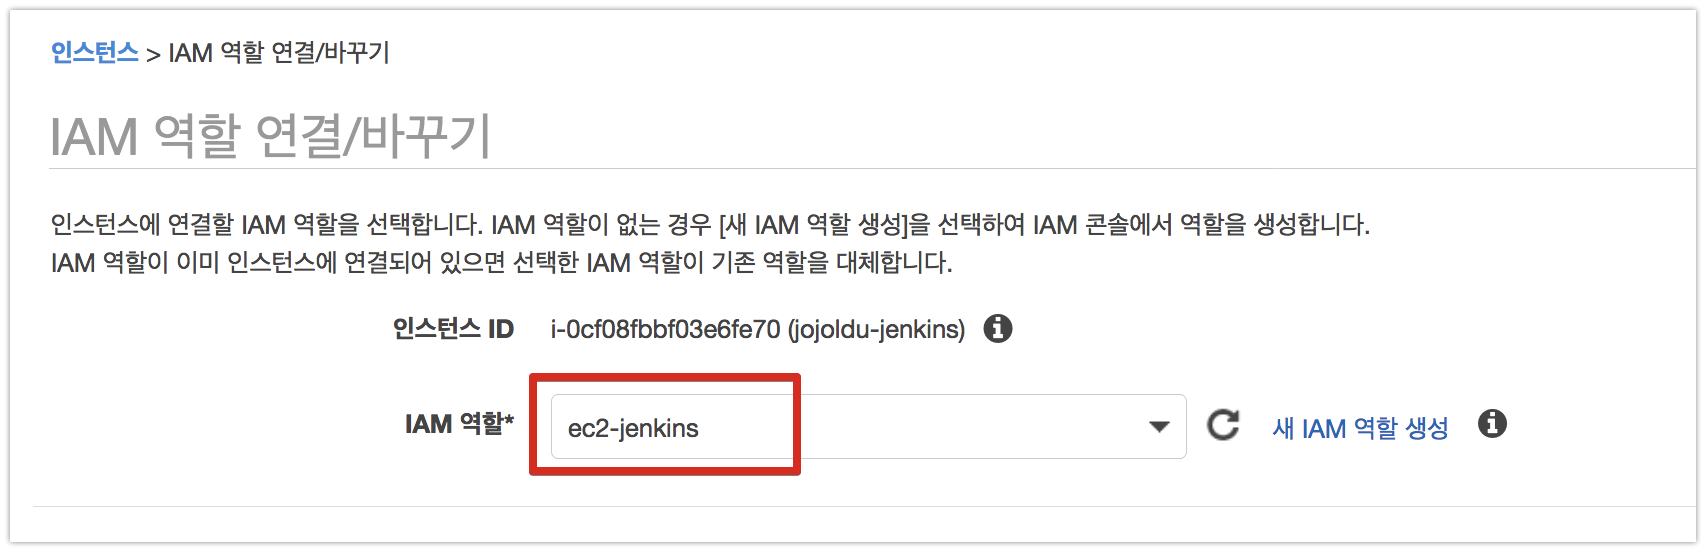 인스턴스 > IAM 역할 연결/바꾸기
IAM 역할 연결/바꾸기
인스턴스에 연결할 IAM 역할을 선택합니다. IAM 역할이 없는 경우 [새 IAM 역할 생성]을 선택하여 IAM 콘솔에서 역할을 생성합니다.
IAM 역할이 이미 인스턴스에 연결되어 있으면 선택한 IAM 역할이 기존 역할을 대체합니다.
인스턴스 ID i-0cf08fbbf03e6fe70 (jojoldu-jenkins)
IAM 역할* ec2-jenkins 새 IAM 역할 생성